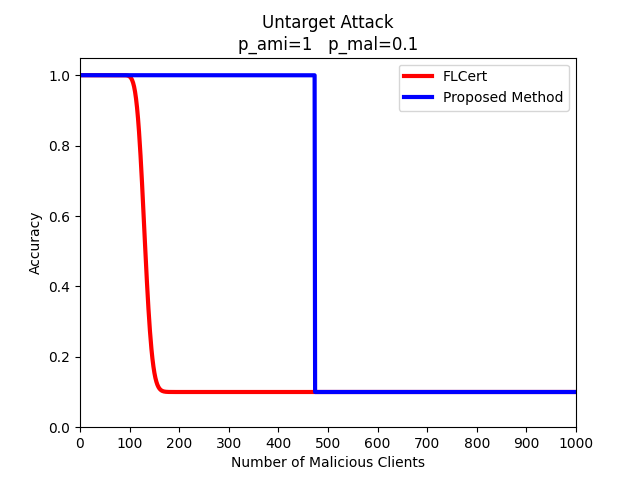 Untarget Attack
p_ami=1 p_mal=0.1
FLCert
Proposed Method
Accuracy
1.0
0.8
0.6
0.4
0.2
0.0
0 100 200 300 400 500 600 700 800 900 1000
Number of Malicious Clients